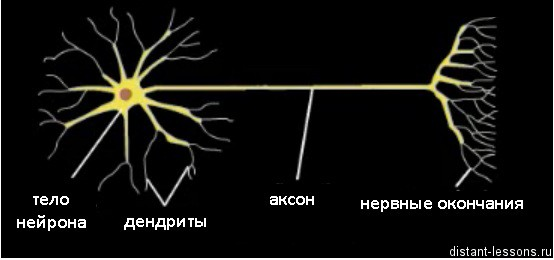 тело
нейрона
дендриты
аксон
нервные окончания
distant-lessons.ru